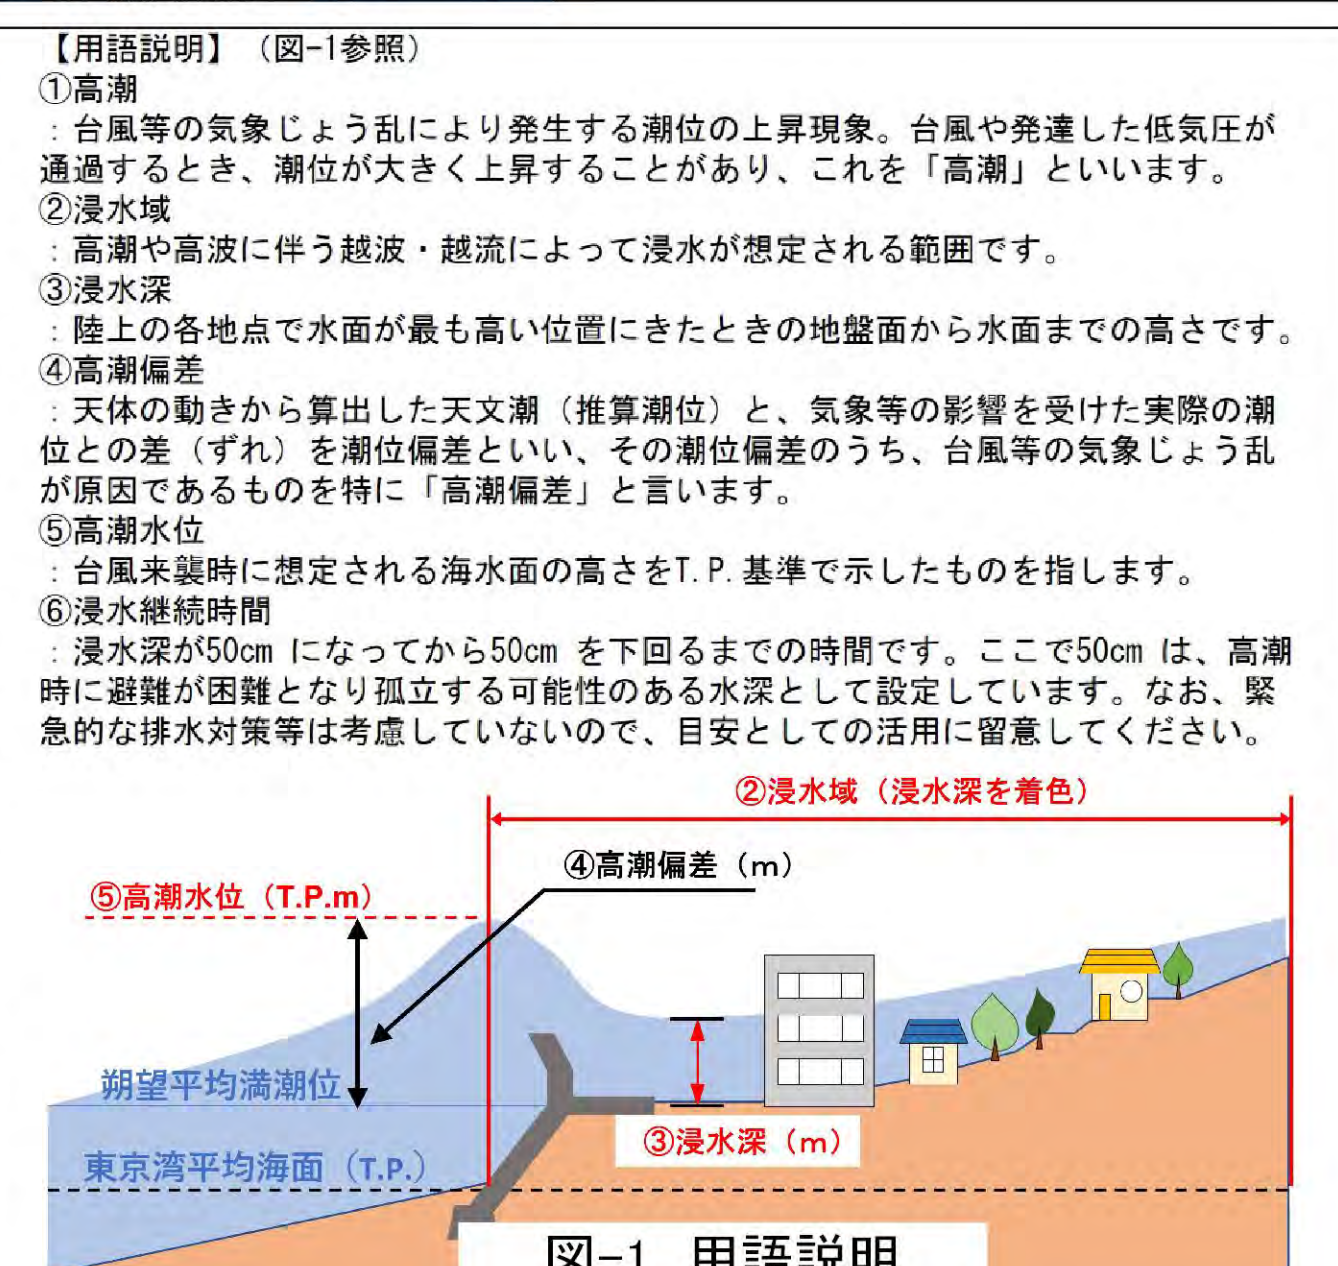 【用語説明】（図-1参照）
①高潮
：台風等の気象じょう乱により発生する潮位の上昇現象。台風や発達した低気圧が
通過するとき、潮位が大きく上昇することがあり、これを「高潮」といいます。
②浸水域
：高潮や高波に伴う越波・越流によって浸水が想定される範囲です。
③浸水深
：陸上の各地点で水面が最も高い位置にきたときの地盤面から水面までの高さです。
④高潮偏差
：天体の動きから算出した天文潮（推算潮位）と、気象等の影響を受けた実際の潮
位との差（ずれ）を潮位偏差といい、その潮位偏差のうち、台風等の気象じょう乱
が原因であるものを特に「高潮偏差」と言います。
⑤高潮水位
：台風来襲時に想定される海水面の高さをT.P.基準で示したものを指します。
⑥浸水継続時間
：浸水深が50cm になってから50cm を下回るまでの時間です。ここで50cm は、高潮
時に避難が困難となり孤立する可能性のある水深として設定しています。なお、緊
急的な排水対策等は考慮していないので、目安としての活用に留意してください。
②浸水域（浸水深を着色）
④高潮偏差（m）
⑤高潮水位（T.P.m）
朔望平均満潮位
③浸水深（m）
東京湾平均海面（T.P.）
図-1 用語説明